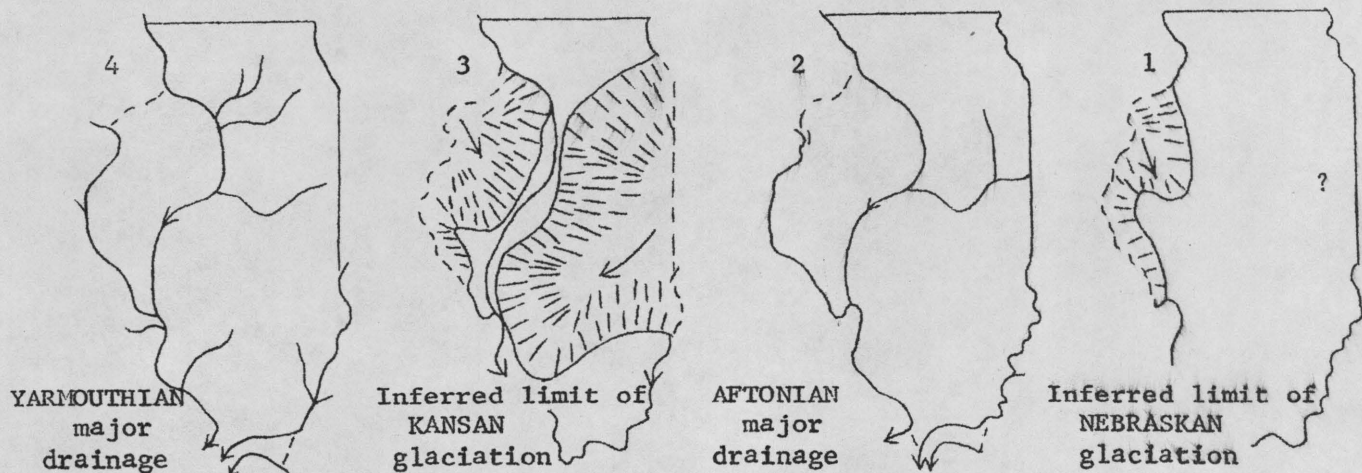 4
YARMOUTHIAN
major
drainage
3
Inferred limit of
KANSAN
glaciation
2
AFTONIAN
major
drainage
1
?
Inferred limit of
NEBRASKAN
glaciation